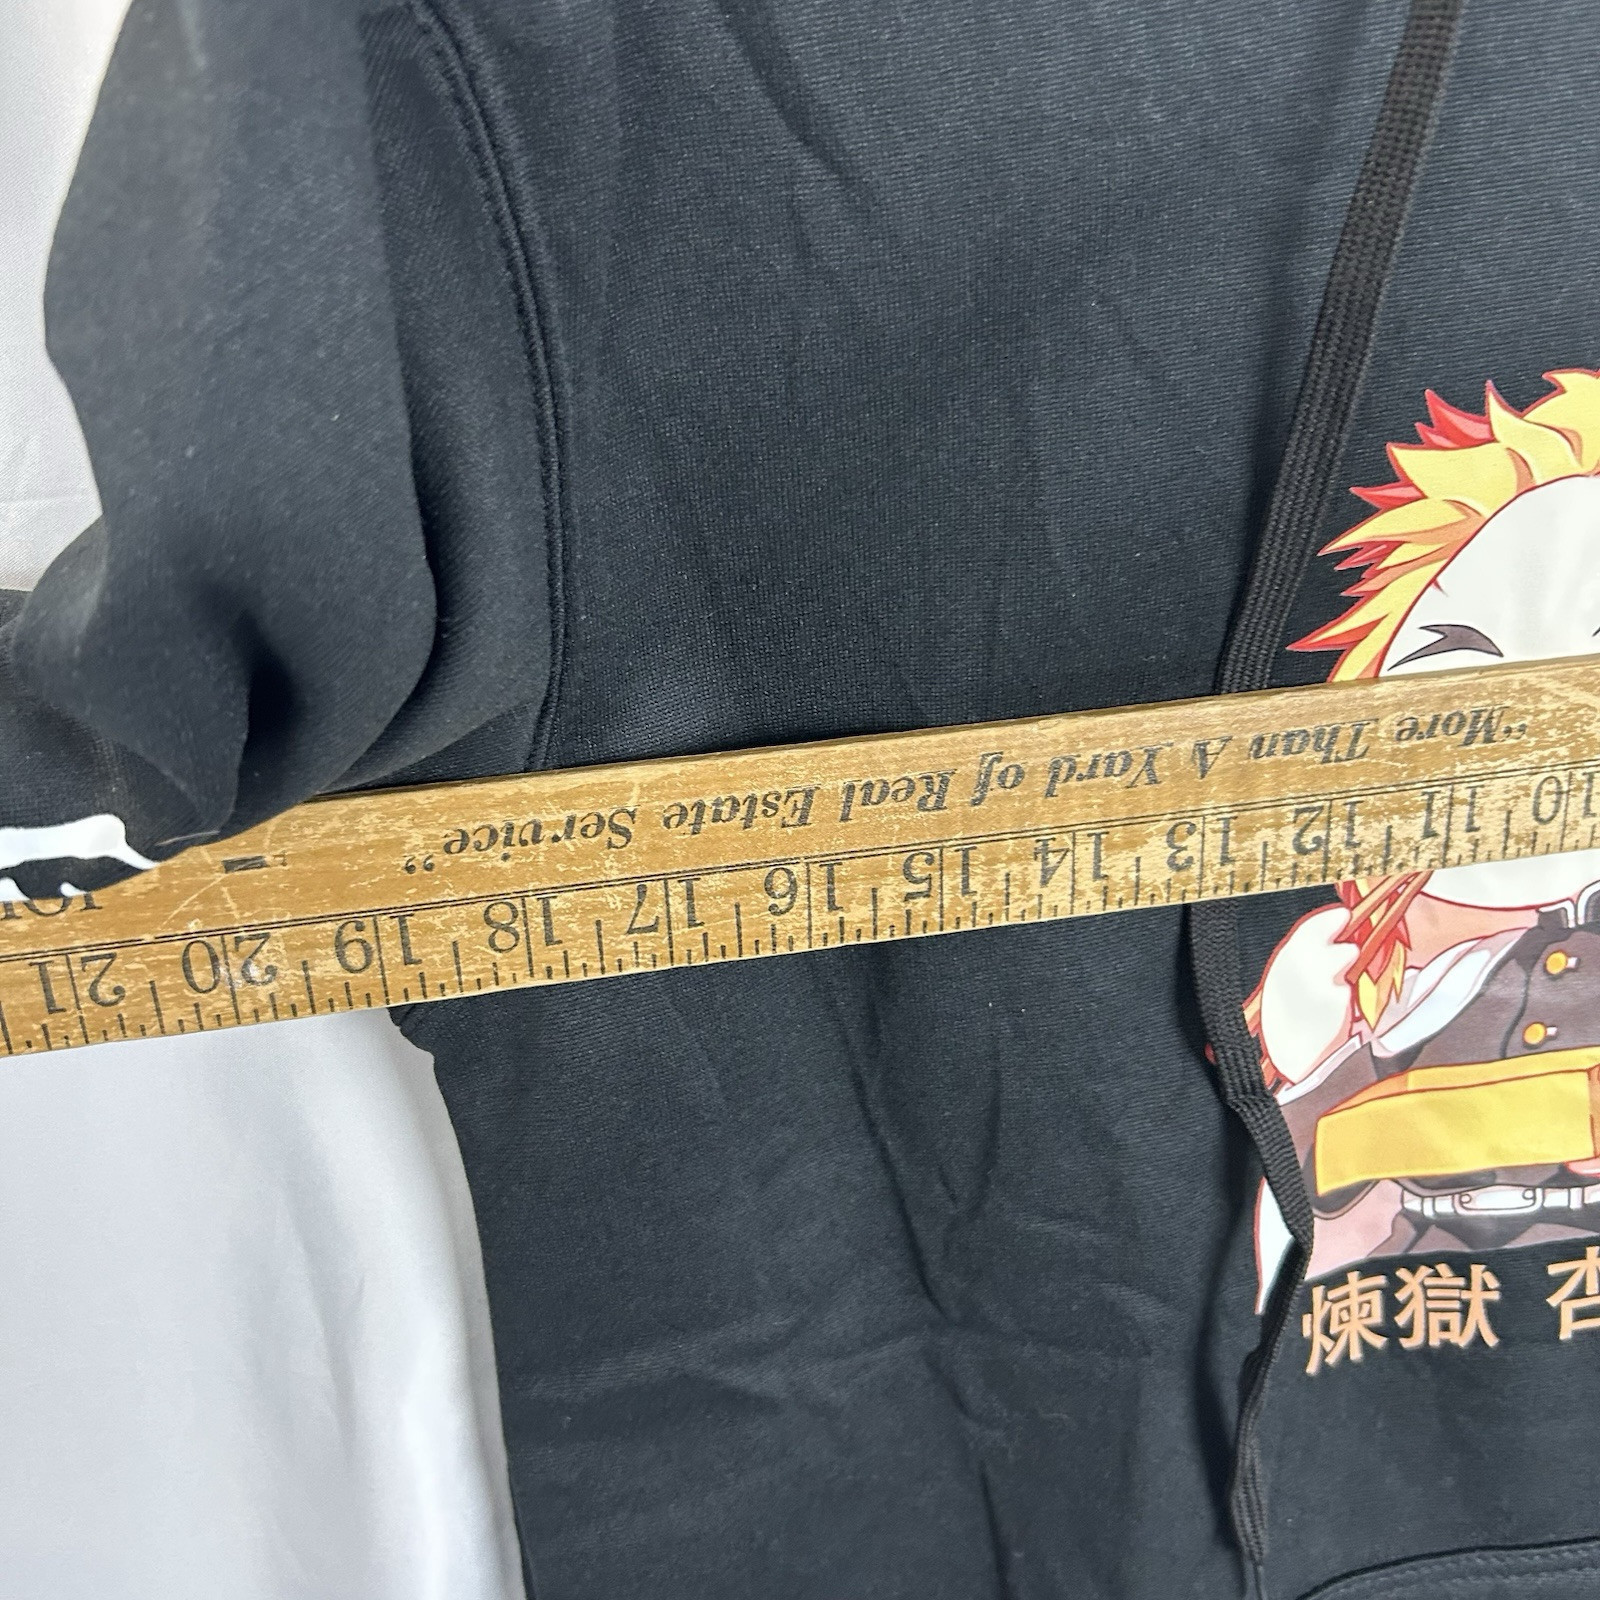 “More Than A Yard of Real Estate Service”
10 11 12 13 14 15 16 17 18 19 20 21
煉獄 杏